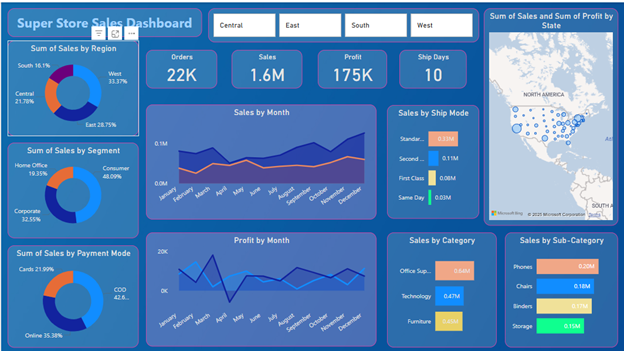 Super Store Sales Dashboard
Central
East
South
West
Sum of Sales and Sum of Profit by
State
Sum of Sales by Region
South 16.1%
West
33.37%
Central
21.78%
East 28.75%
Orders
22K
Sales
1.6M
Profit
175K
Ship Days
10
NORTH AMERICA
SOUTH A
Microsoft Bing
© 2025 Microsoft Corporation
Terms
Sales by Month
0.1M
0.0M
January
February
March
April
May
June
July
August
September
October
November
December
Sales by Ship Mode
Standar...
0.33M
Second ...
0.11M
First Class
0.08M
Same Day
0.03M
Sum of Sales by Segment
Home Office
19.35%
Consumer
48.09%
Corporate
32.55%
Sum of Sales by Payment Mode
Cards 21.99%
COD
42.6...
Online 35.38%
Profit by Month
20K
0K
January
February
March
April
May
June
July
August
September
October
November
December
Sales by Category
Office Sup...
0.64M
Technology
0.47M
Furniture
Sales by Sub-Category
Phones
0.20M
Chairs
0.18M
Binders
0.17M
Storage
0.15M